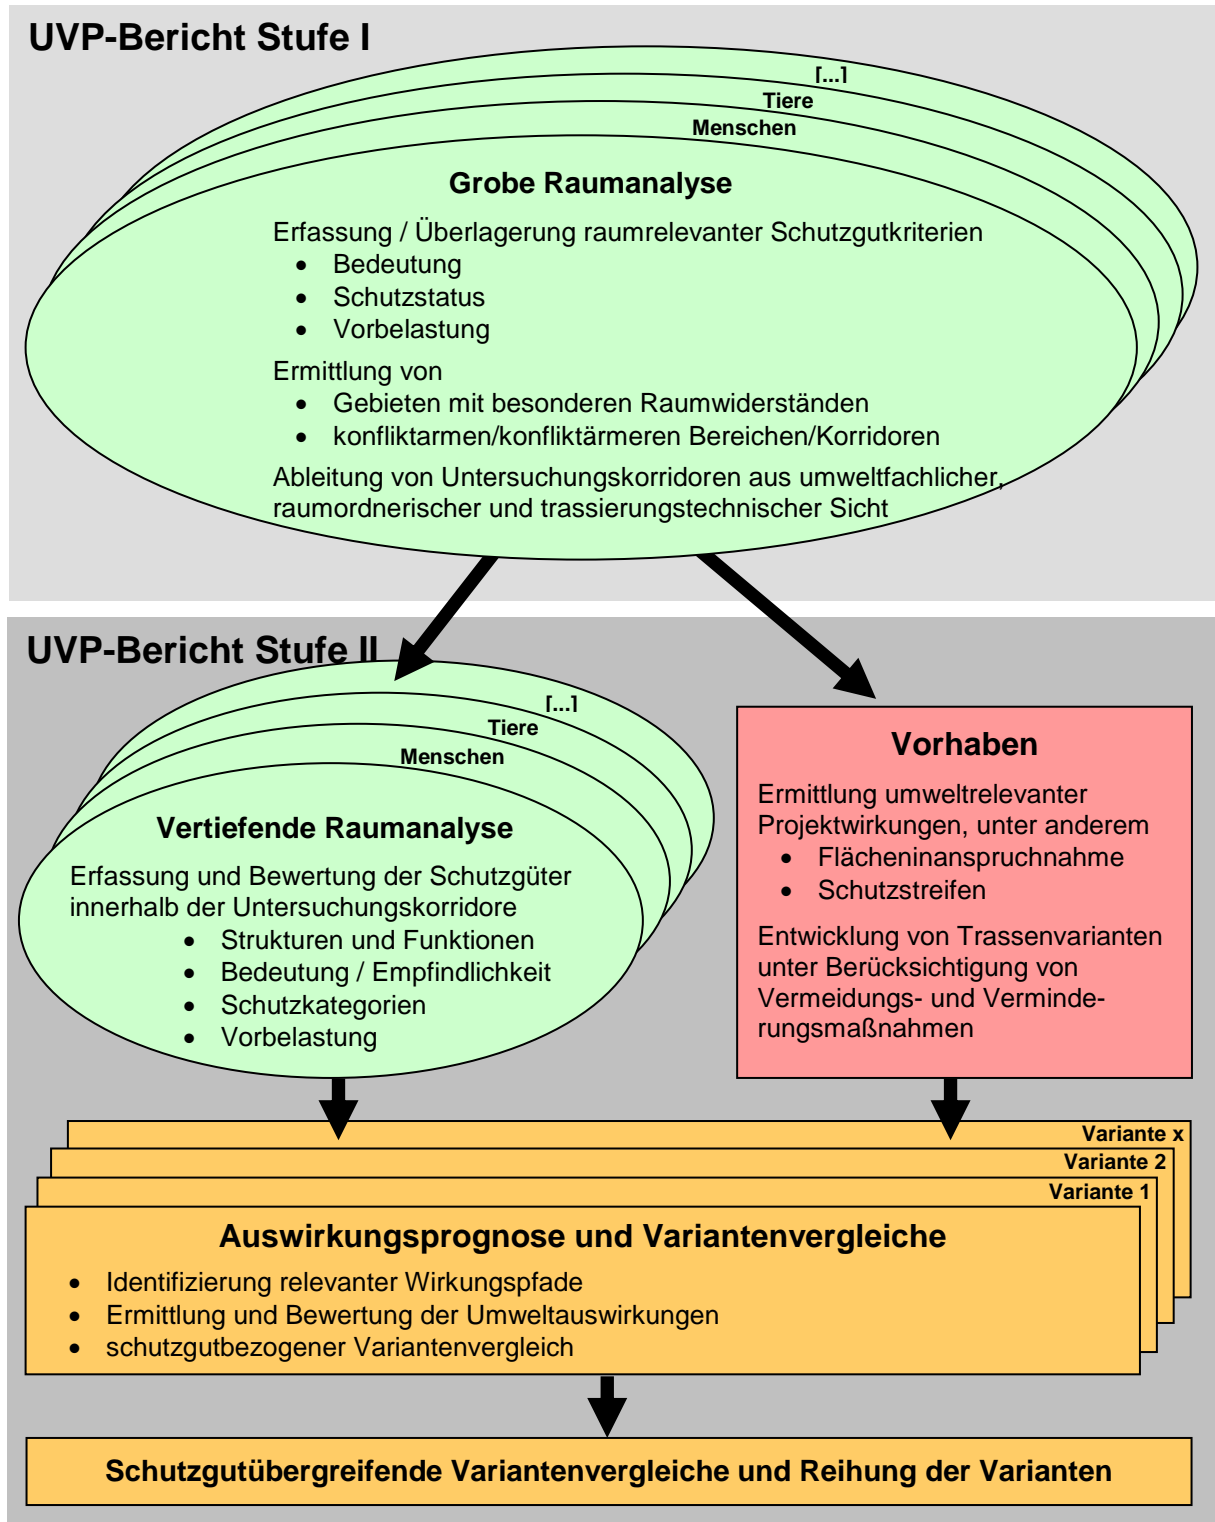 UVP-Bericht Stufe I
[...]
Tiere
Menschen
Grobe Raumanalyse
Erfassung / Überlagerung raumrelevanter Schutzgutkriterien
• Bedeutung
• Schutzstatus
• Vorbelastung
Ermittlung von
• Gebieten mit besonderen Raumwiderständen
• konfliktarmen/konfliktärmeren Bereichen/Korridoren
Ableitung von Untersuchungskorridoren aus umweltfachlicher,
raumordnerischer und trassierungstechnischer Sicht
UVP-Bericht Stufe II
[...]
Tiere
Menschen
Vertiefende Raumanalyse
Erfassung und Bewertung der Schutzgüter
innerhalb der Untersuchungskorridore
• Strukturen und Funktionen
• Bedeutung / Empfindlichkeit
• Schutzkategorien
• Vorbelastung
Vorhaben
Ermittlung umweltrelevanter
Projektwirkungen, unter anderem
• Flächeninanspruchnahme
• Schutzstreifen
Entwicklung von Trassenvarianten
unter Berücksichtigung von
Vermeidungs- und Verminde-
rungsmaßnahmen
Variante x
Variante 2
Variante 1
Auswirkungsprognose und Variantenvergleiche
• Identifizierung relevanter Wirkungspfade
• Ermittlung und Bewertung der Umweltauswirkungen
• schutzgutbezogener Variantenvergleich
Schutzgutübergreifende Variantenvergleiche und Reihung der Varianten